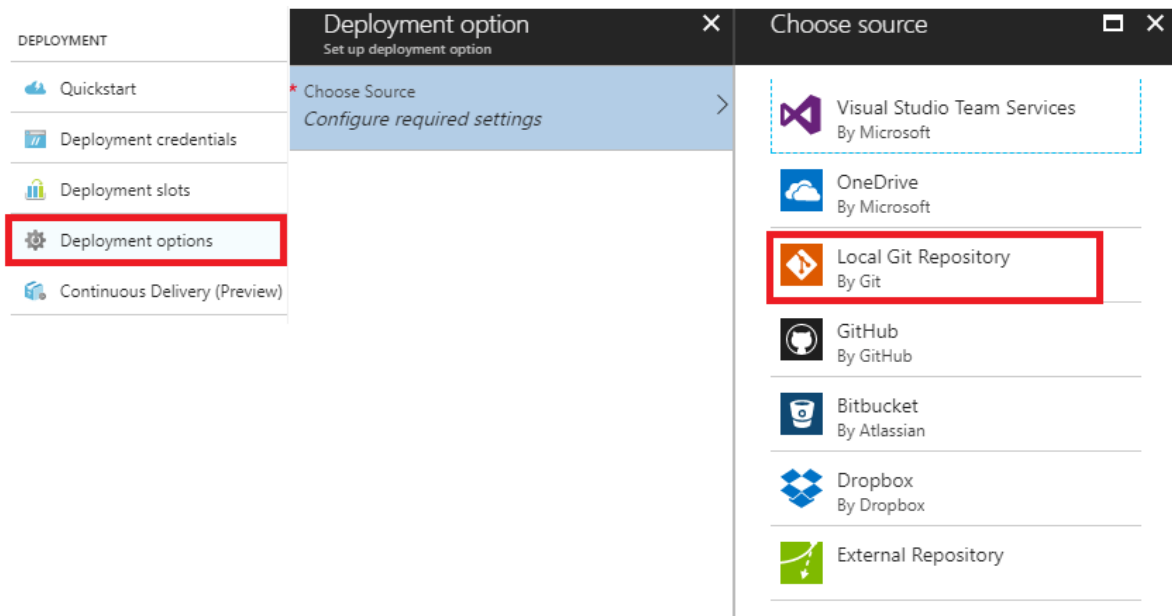 DEPLOYMENT
Quickstart
Deployment credentials
Deployment slots
Deployment options
Continuous Delivery (Preview)
Deployment option
Set up deployment option
* Choose Source
Configure required settings
Choose source
Visual Studio Team Services
By Microsoft
OneDrive
By Microsoft
Local Git Repository
By Git
GitHub
By GitHub
Bitbucket
By Atlassian
Dropbox
By Dropbox
External Repository